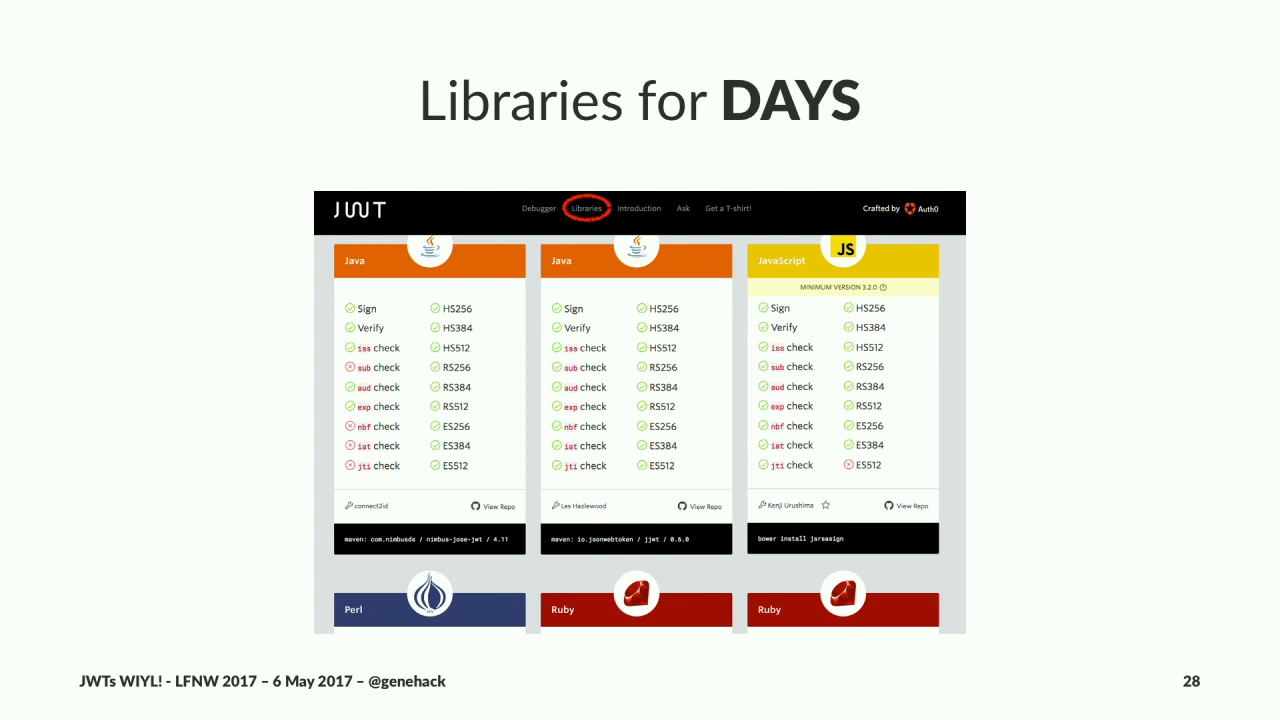 Libraries for DAYS
JWT
Debugger Libraries Introduction Ask Get a T-shirt!
Crafted by Auth0
Java
Sign HS256
Verify HS384
iss check HS512
sub check RS256
aud check RS384
exp check RS512
nbf check ES256
iat check ES384
jti check ES512
connect2id View Repo
maven: com.nimbusds / nimbus-jose-jwt / 4.11
Java
Sign HS256
Verify HS384
iss check HS512
sub check RS256
aud check RS384
exp check RS512
nbf check ES256
iat check ES384
jti check ES512
Les Hazlewood View Repo
maven: io.jsonwebtoken / jjwt / 0.6.0
JS
JavaScript
MINIMUM VERSION 3.2.0
Sign HS256
Verify HS384
iss check HS512
sub check RS256
aud check RS384
exp check RS512
nbf check ES256
iat check ES384
jti check ES512
Kenji Urushima View Repo
bower install jsrsasign
Perl
Ruby
Ruby
JWTs WIYL! - LFNW 2017 – 6 May 2017 – @genehack
28